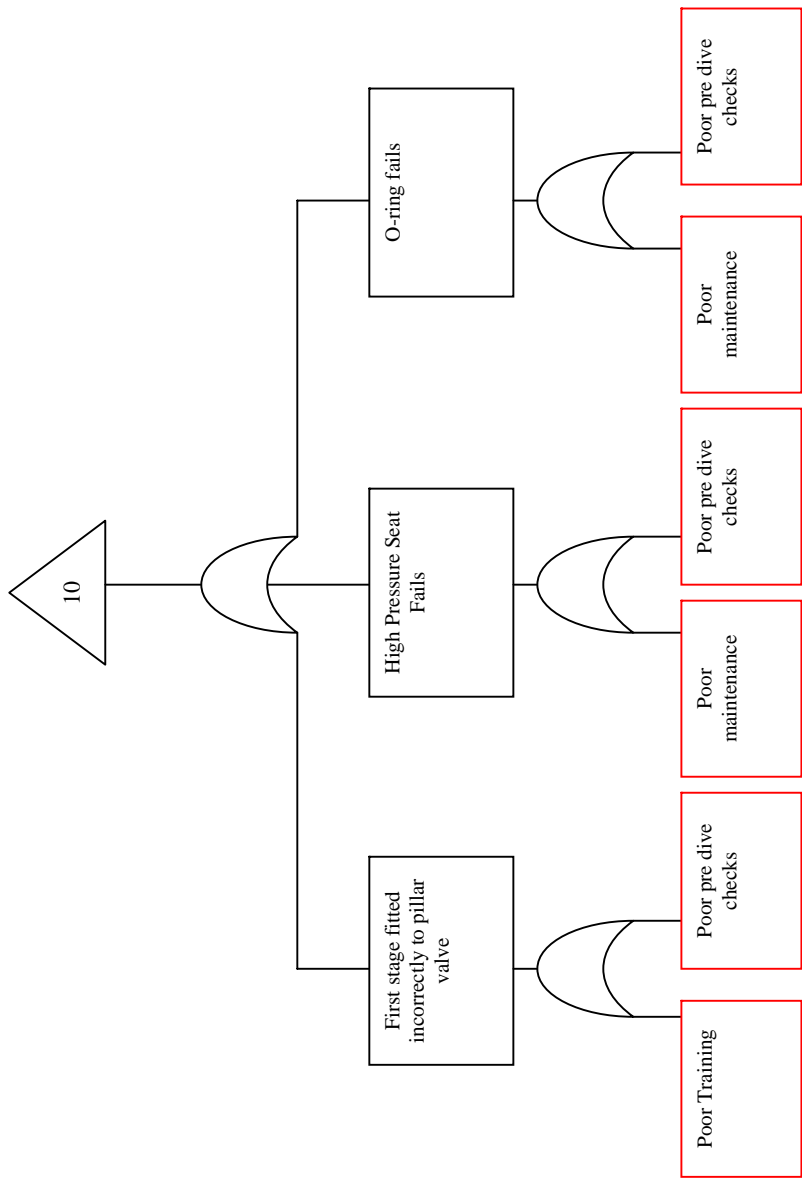 10
First stage fitted
incorrectly to pillar
valve
High Pressure Seat
Fails
O-ring fails
Poor Training
Poor pre dive
checks
Poor
maintenance
Poor pre dive
checks
Poor
maintenance
Poor pre dive
checks